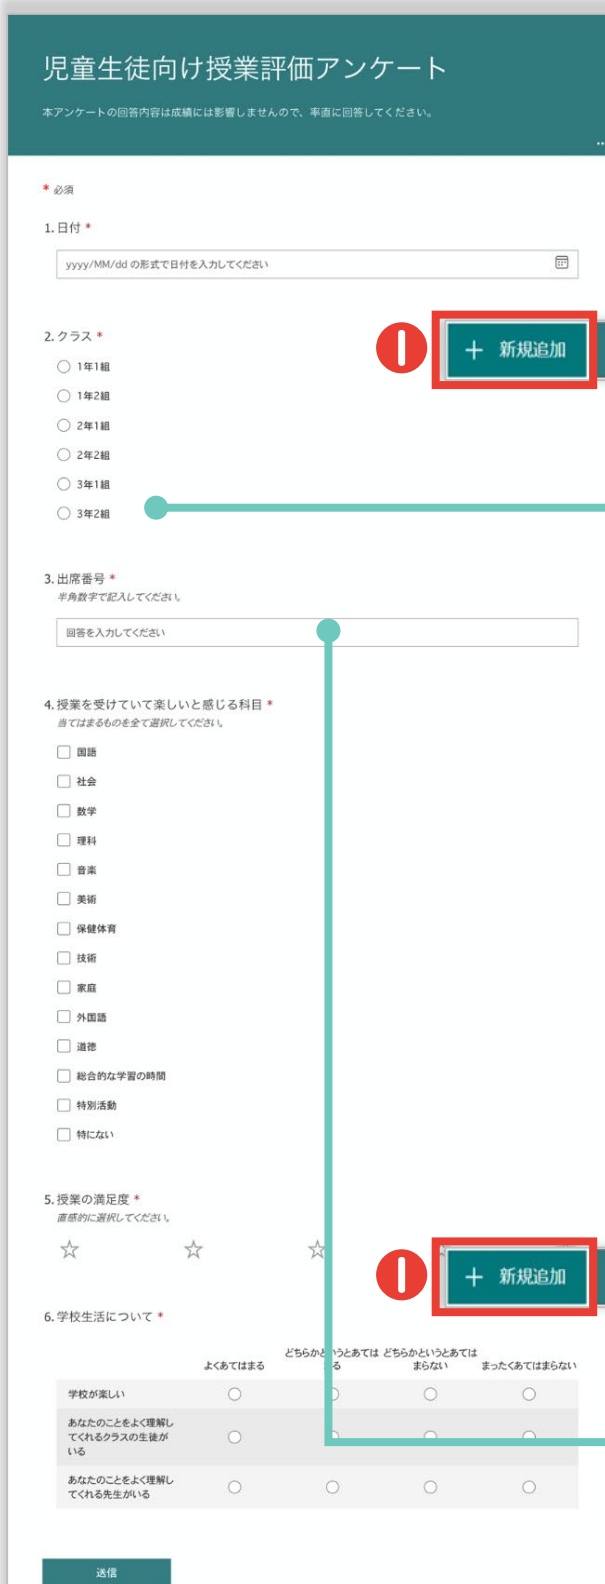 児童生徒向け授業評価アンケート
本アンケートの回答内容は成績には影響しませんので、率直に回答してください。
* 必須
1. 日付 *
yyyy/MM/dd の形式で日付を入力してください
2. クラス *
1
+ 新規追加
1年1組
1年2組
2年1組
2年2組
3年1組
3年2組
3. 出席番号 *
半角数字で記入してください。
回答を入力してください
4. 授業を受けていて楽しいと感じる科目 *
当てはまるものを全て選択してください。
国語
社会
数学
理科
音楽
美術
保健体育
技術
家庭
外国語
道徳
総合的な学習の時間
特別活動
特にない
5. 授業の満足度 *
直感的に選択してください。
1
+ 新規追加
6. 学校生活について *
よくあてはまる
どちらかというとあてはまる
どちらかというとあてはまらない
まったくあてはまらない
学校が楽しい
あなたのことをよく理解し
てくれるクラスの生徒が
いる
あなたのことをよく理解し
てくれる先生がいる
送信